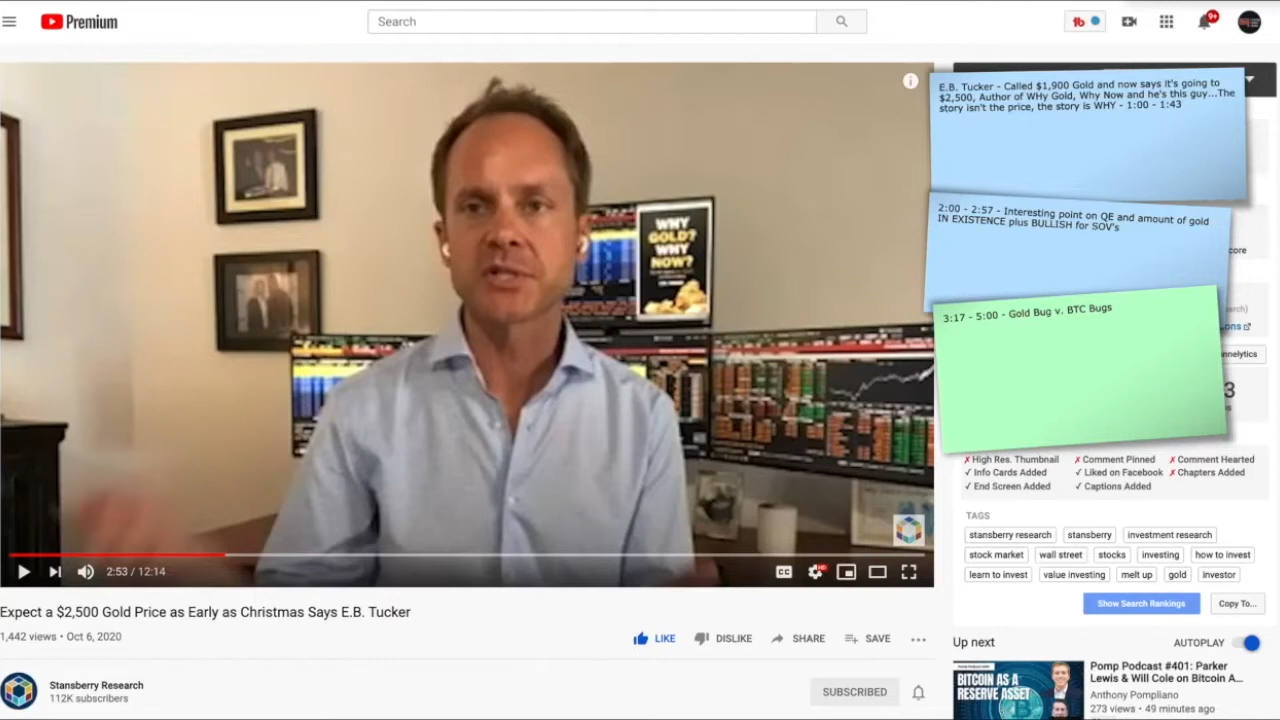 Premium
Search
tb
9+
E.B. Tucker - Called $1,900 Gold and now says it's going to
$2,500, Author of WHy Gold, Why Now and he's this guy...The
story isn't the price, the story is WHY - 1:00 - 1:43
2:00 - 2:57 - Interesting point on QE and amount of gold
IN EXISTENCE plus BULLISH for SOV's
3:17 - 5:00 - Gold Bug v. BTC Bugs
WHY
GOLD?
WHY
NOW?
core
ons
nnelytics
3
✗ High Res. Thumbnail ✗ Comment Pinned ✗ Comment Hearted
✓ Info Cards Added ✓ Liked on Facebook ✗ Chapters Added
✓ End Screen Added ✓ Captions Added
TAGS
stansberry research stansberry investment research
stock market wall street stocks investing how to invest
learn to invest value investing melt up gold investor
Show Search Rankings Copy To...
2:53 / 12:14
CC HD
Expect a $2,500 Gold Price as Early as Christmas Says E.B. Tucker
1,442 views • Oct 6, 2020
LIKE DISLIKE SHARE SAVE
Stansberry Research
112K subscribers
SUBSCRIBED
Up next AUTOPLAY
BITCOIN AS A
RESERVE ASSET
Pomp Podcast #401: Parker
Lewis & Will Cole on Bitcoin A...
Anthony Pompliano
273 views • 49 minutes ago